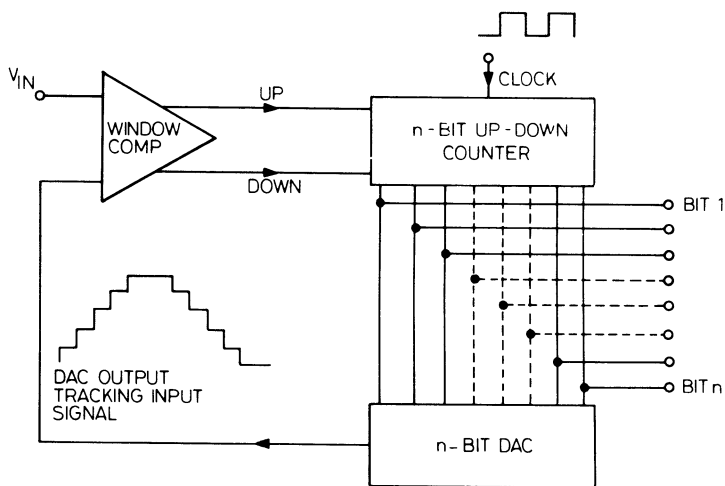 V_IN
WINDOW
COMP
UP
DOWN
CLOCK
n-BIT UP-DOWN
COUNTER
BIT 1
BIT n
DAC OUTPUT
TRACKING INPUT
SIGNAL
n-BIT DAC